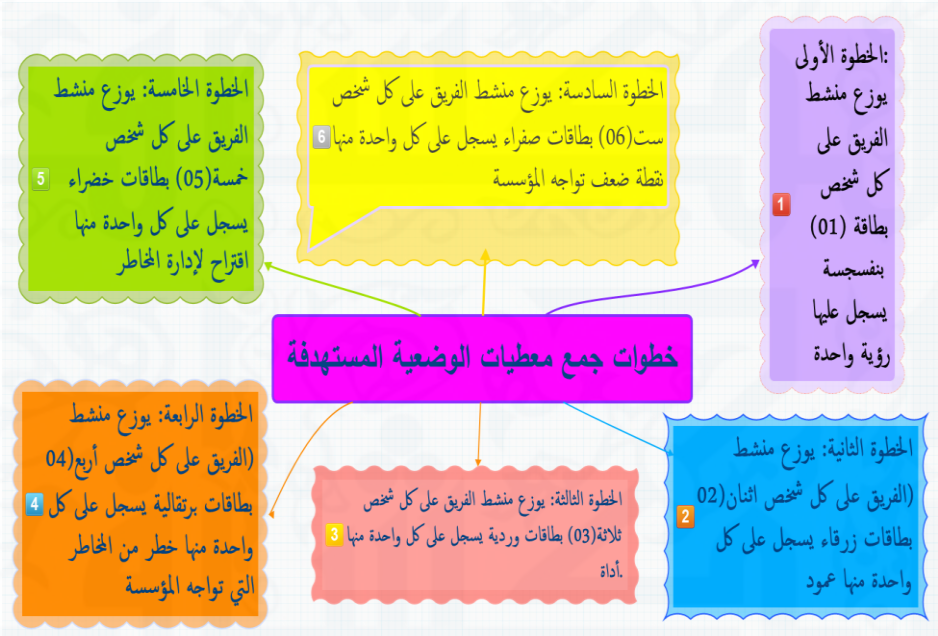 خطوات جمع معطيات الوضعية المستهدفة
:الخطوة الأولى
يوزع منشط
الفريق على
كل شخص
1
بطاقة (01)
بنفسجسة
يسجل عليها
رؤية واحدة
الخطوة الثانية: يوزع منشط
(الفريق على كل شخص اثنان(02
2
بطاقات زرقاء يسجل على كل
واحدة منها عمود
الخطوة الثالثة: يوزع منشط الفريق على كل شخص
ثلاثة(03) بطاقات وردية يسجل على كل واحدة منها
3
.أداة
الخطوة الرابعة: يوزع منشط
(الفريق على كل شخص أربع(04
بطاقات برتقالية يسجل على كل
4
واحدة منها خطر من المخاطر
التي تواجه المؤسسة
الخطوة الخامسة: يوزع منشط
الفريق على كل شخص
خمسة(05) بطاقات خضراء
5
يسجل على كل واحدة منها
اقتراح لإدارة المخاطر
الخطوة السادسة: يوزع منشط الفريق على كل شخص
ست(06) بطاقات صفراء يسجل على كل واحدة منها
6
نقطة ضعف تواجه المؤسسة